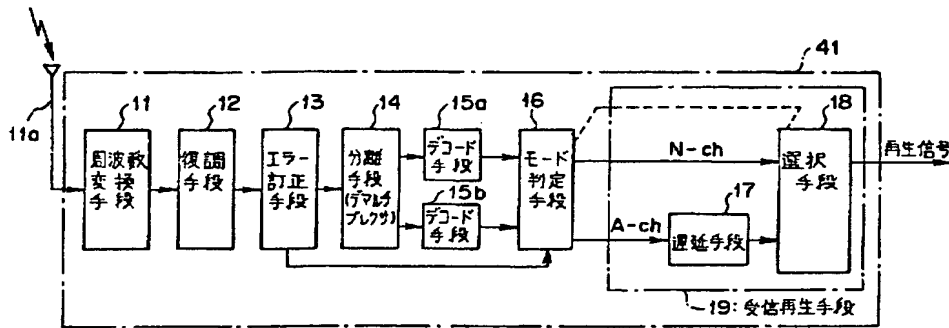 41
11a
11
12
13
14
15a
16
18
周波数
変換
手段
復調
手段
エラー
訂正
手段
分離
手段
(デマルチ
プレクサ)
デコード
手段
15b
デコード
手段
モード
判定
手段
N-ch
A-ch
17
遅延手段
選択
手段
再生信号
19:受信再生手段